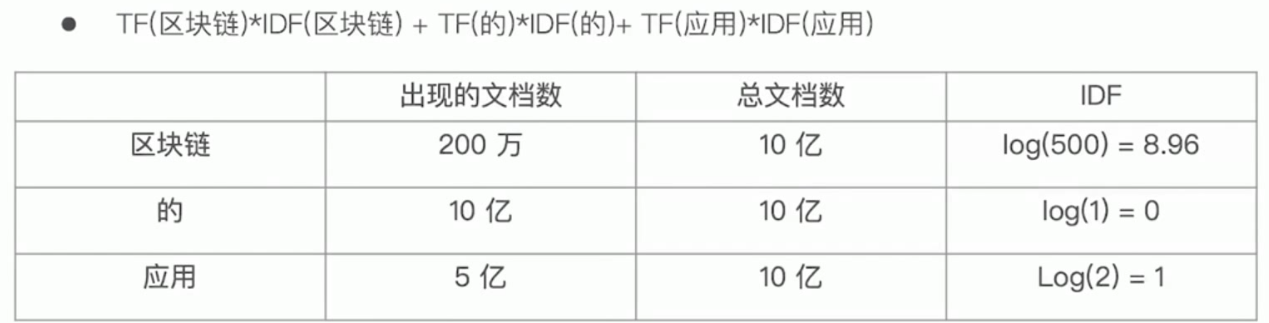 ● TF(区块链)*IDF(区块链) + TF(的)*IDF(的)+ TF(应用)*IDF(应用)
出现的文档数 总文档数 IDF
区块链 200 万 10 亿 log(500) = 8.96
的 10 亿 10 亿 log(1) = 0
应用 5 亿 10 亿 Log(2) = 1